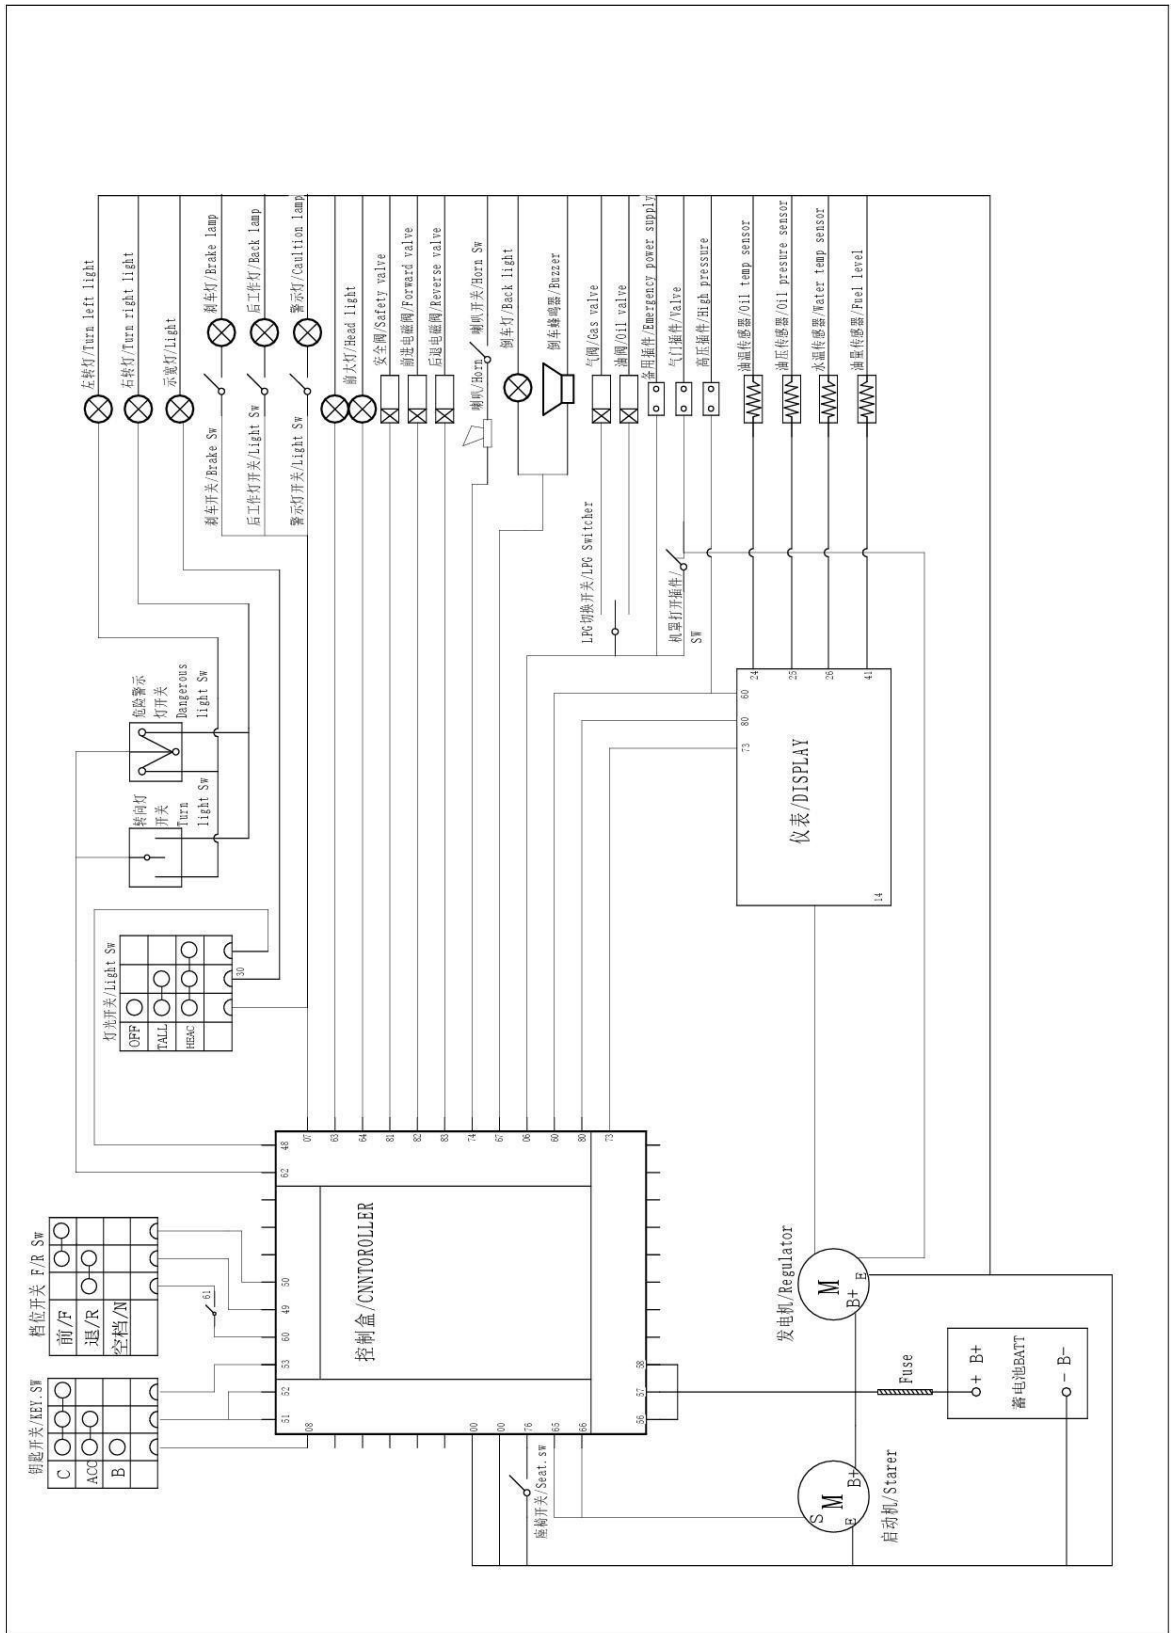 左转灯/Turn left light
右转灯/Turn right light
示宽灯/Light
刹车灯/Brake lamp
后工作灯/Back lamp
警示灯/Caultion lamp
前大灯/Head light
安全阀/Safety valve
前进电磁阀/Forward valve
后退电磁阀/Reverse valve
喇叭开关/Horn Sw
倒车灯/Back light
倒车蜂鸣器/Buzzer
气阀/Gas valve
油阀/Oil valve
备用插件/Emergency power supply
气门插件/Valve
高压插件/High pressure
油温传感器/Oil temp sensor
油压传感器/Oil presure sensor
水温传感器/Water temp sensor
油量传感器/Fuel level
刹车开关/Brake Sw
后工作灯开关/Light Sw
警示灯开关/Light Sw
喇叭/Horn
LPG切换开关/LPG Switcher
机罩打开插件/
SW
危险警示
灯开关
Dangerous
light Sw
转向灯
开关
Turn
light Sw
灯光开关/Light Sw
OFF
TALL
HEAC
30
24
25
26
41
60
80
73
仪表/DISPLAY
14
档位开关 F/R Sw
前/F
退/R
空档/N
61
钥匙开关/KEY.SW
C
ACC
B
48
62
50
49
60
53
52
51
08
07
63
64
81
82
83
74
67
06
60
80
73
控制盒/CNNTOROLLER
00
00
76
65
66
58
57
56
座椅开关/Seat.sw
发电机/Regulator
M
B+
E
Fuse
+ B+
蓄电池BATT
- B-
启动机/Starer
M
S
B+
E